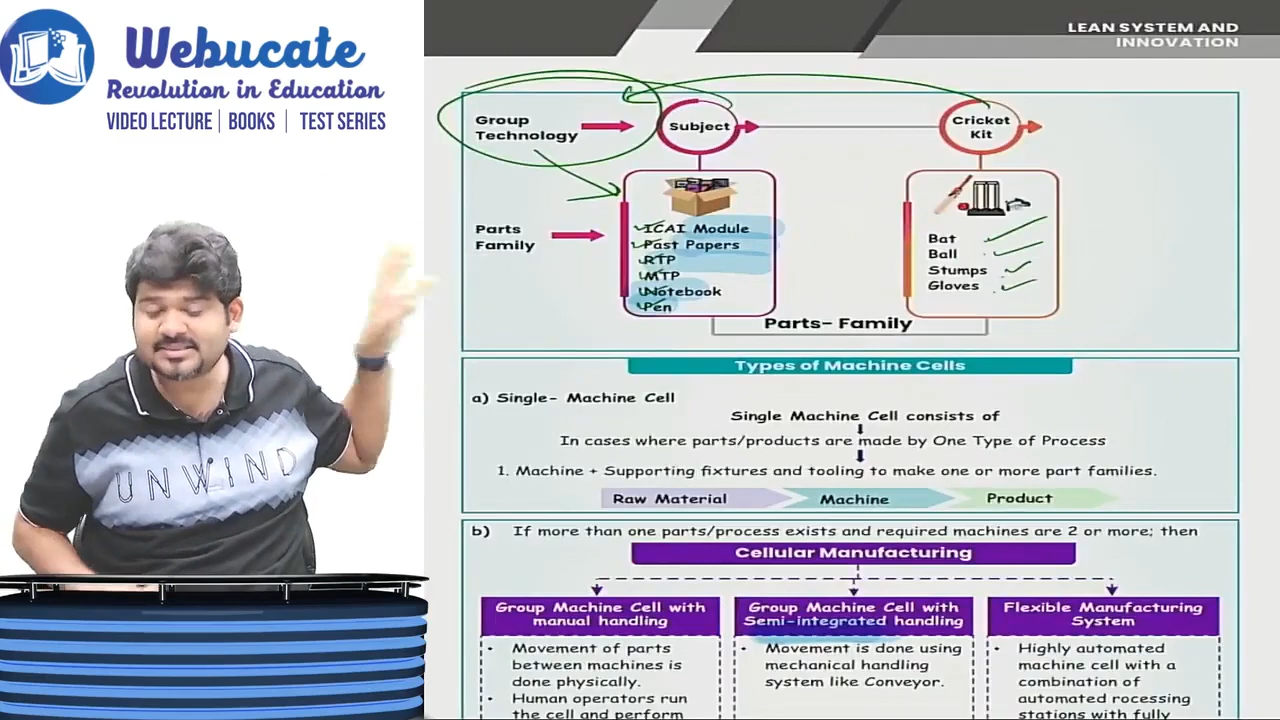 Webucate
Revolution in Education
VIDEO LECTURE | BOOKS | TEST SERIES
UNWIND
LEAN SYSTEM AND
INNOVATION
Group
Technology
Subject
Cricket
Kit
Parts
Family
ICAI Module
Past Papers
RTP
MTP
Notebook
Pen
Bat
Ball
Stumps
Gloves
Parts- Family
Types of Machine Cells
a) Single- Machine Cell
Single Machine Cell consists of
In cases where parts/products are made by One Type of Process
1. Machine + Supporting fixtures and tooling to make one or more part families.
Raw Material
Machine
Product
b) If more than one parts/process exists and required machines are 2 or more; then
Cellular Manufacturing
Group Machine Cell with
manual handling
• Movement of parts
between machines is
done physically.
• Human operators run
the cell and perform
Group Machine Cell with
Semi-integrated handling
• Movement is done using
mechanical handling
system like Conveyor.
Flexible Manufacturing
System
• Highly automated
machine cell with a
combination of
automated rocessing
stations with fully